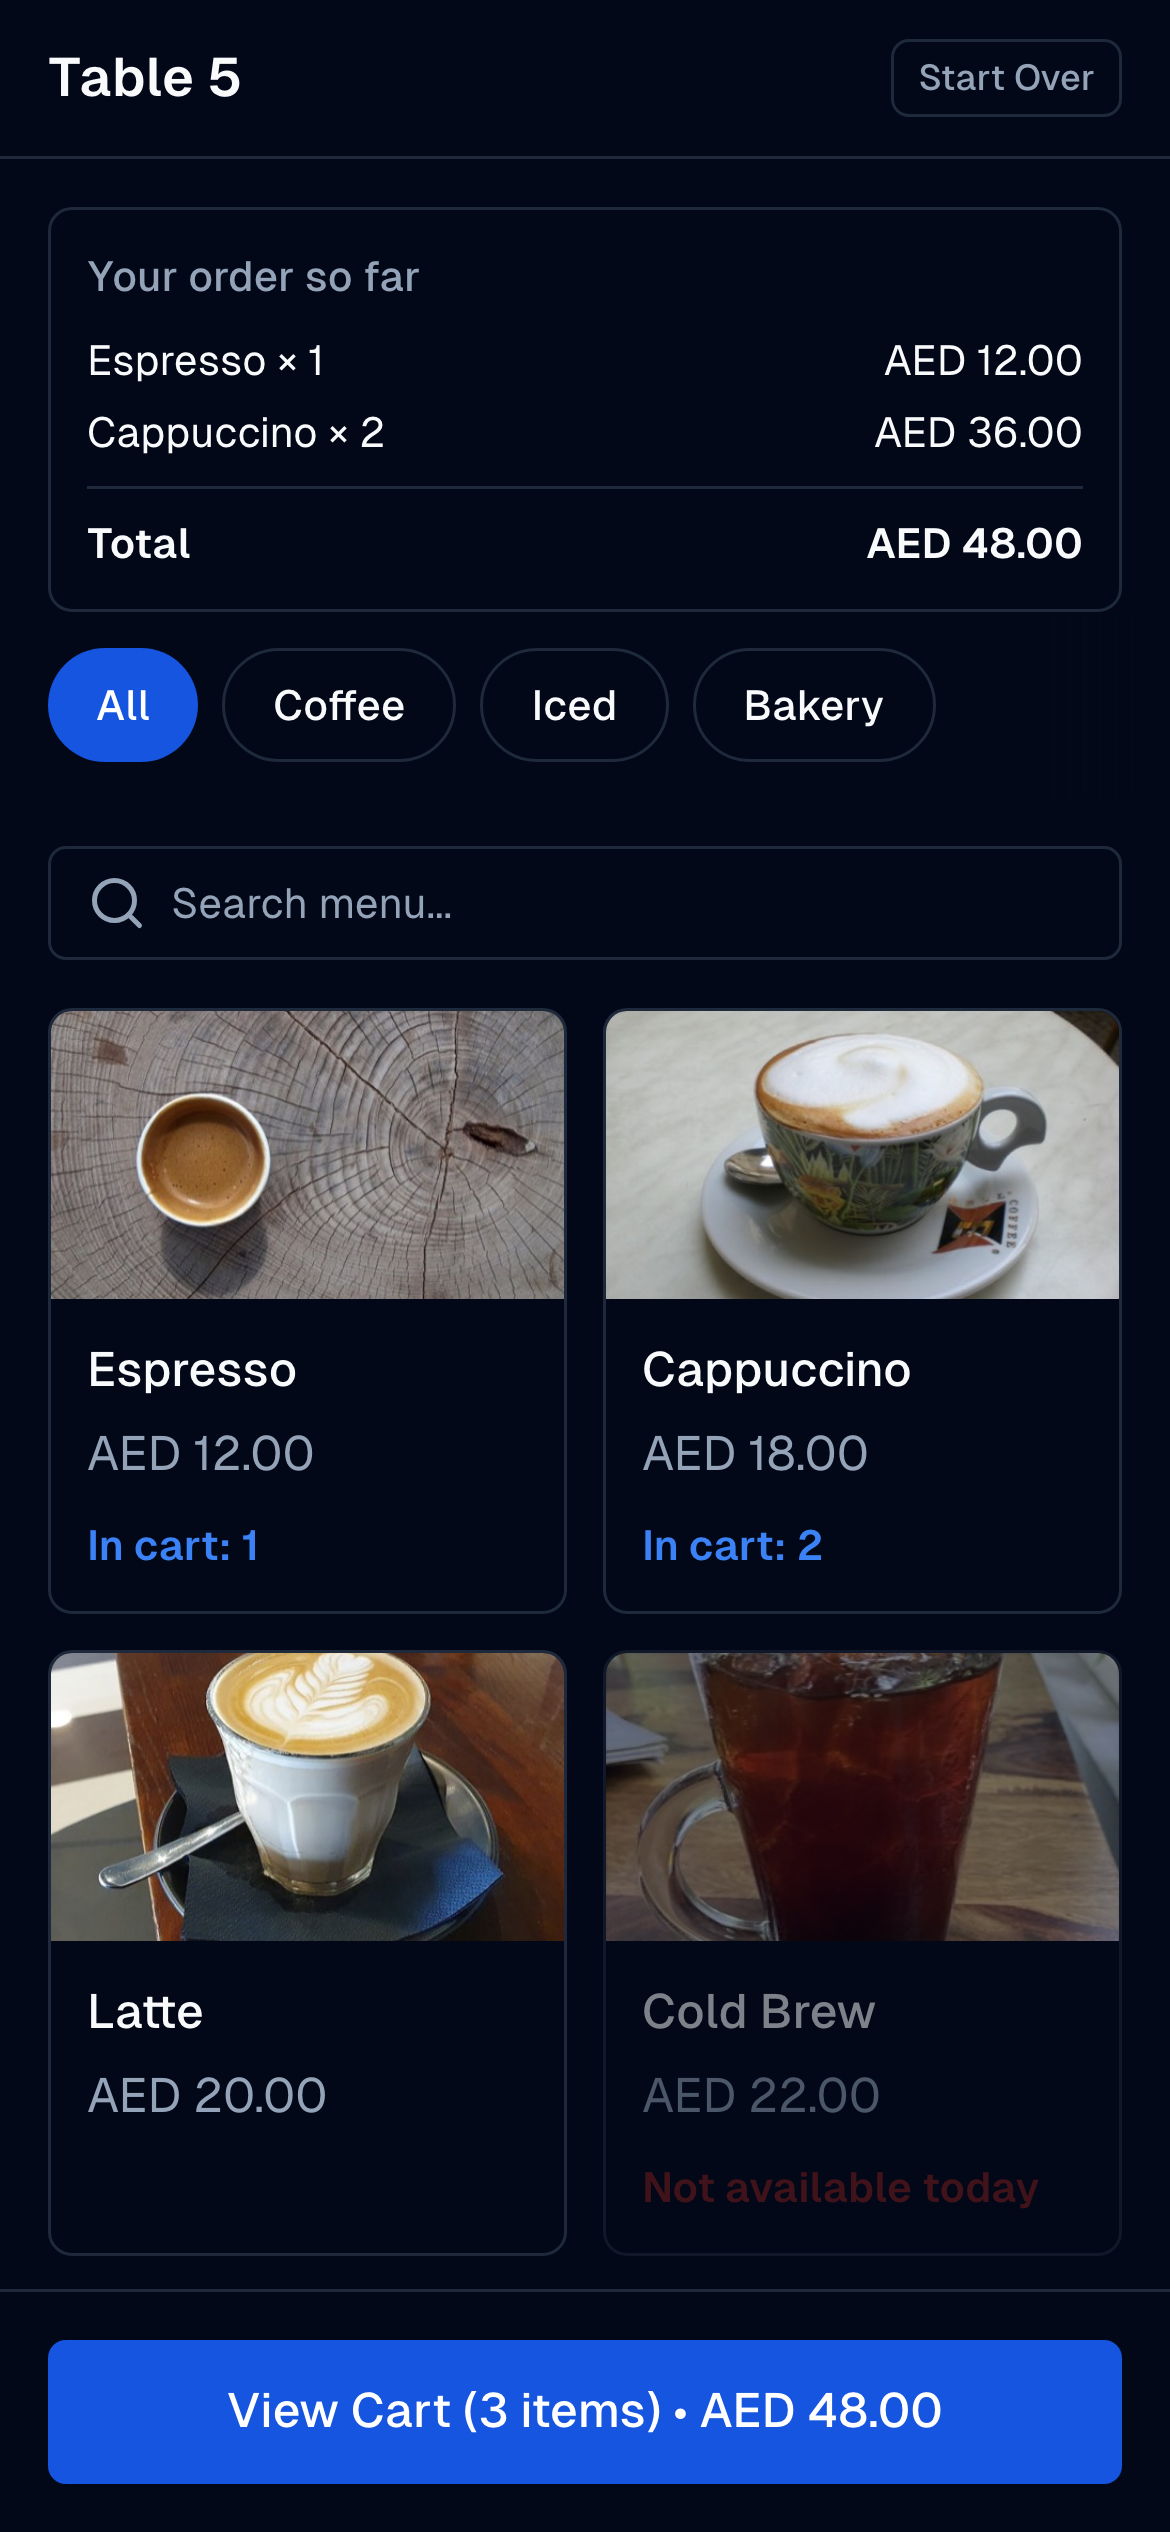 Table 5
Start Over
Your order so far
Espresso × 1 AED 12.00
Cappuccino × 2 AED 36.00
Total AED 48.00
All Coffee Iced Bakery
Search menu...
COFFEE
Espresso
AED 12.00
In cart: 1
Cappuccino
AED 18.00
In cart: 2
Latte
AED 20.00
Cold Brew
AED 22.00
Not available today
View Cart (3 items) • AED 48.00